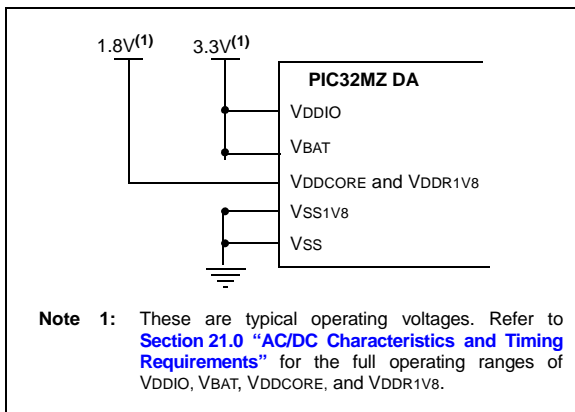 1.8V(1) 3.3V(1)
PIC32MZ DA
VDDIO
VBAT
VDDCORE and VDDR1V8
VSS1V8
VSS
Note 1: These are typical operating voltages. Refer to
Section 21.0 “AC/DC Characteristics and Timing
Requirements” for the full operating ranges of
VDDIO, VBAT, VDDCORE, and VDDR1V8.